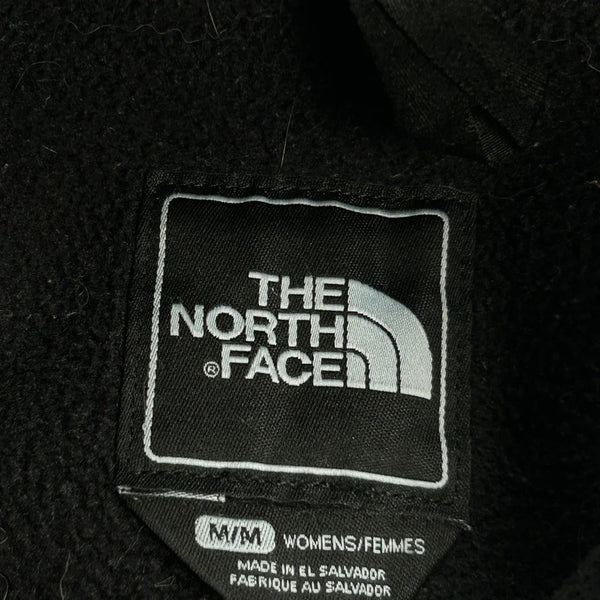 THE
NORTH
®FACE
M/M WOMENS/FEMMES
MADE IN EL SALVADOR
FABRIQUE AU SALVADOR